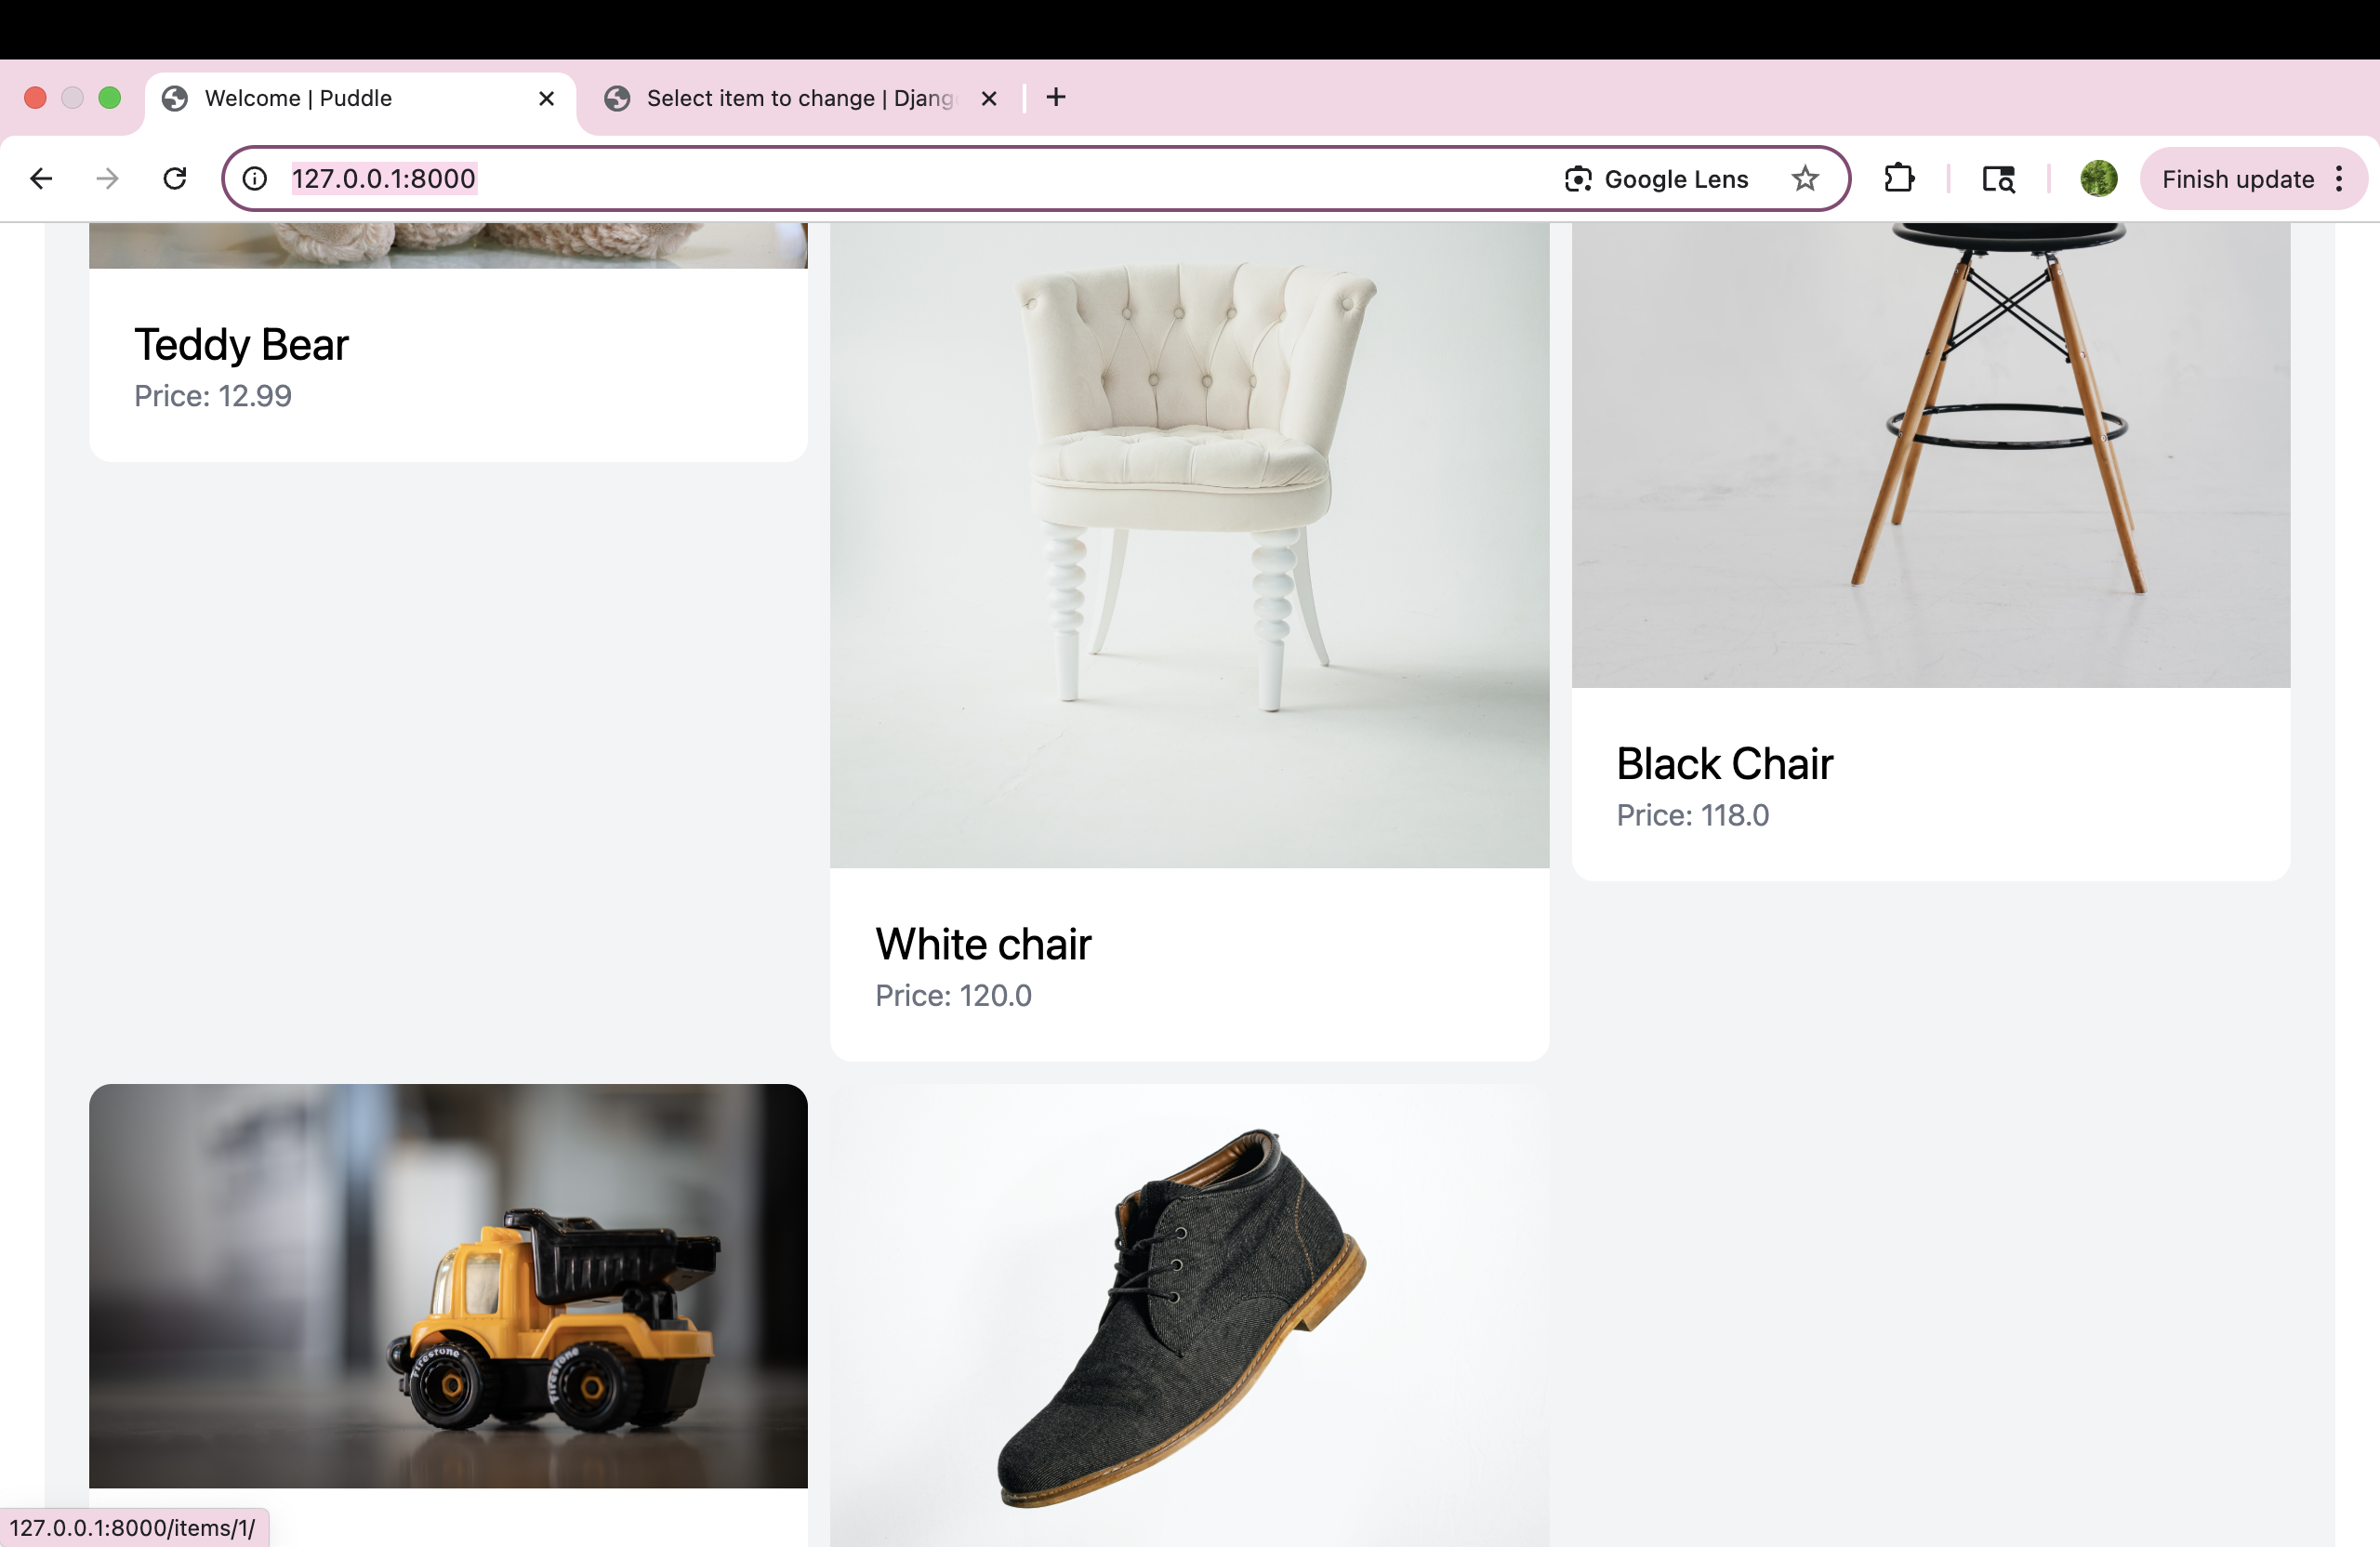 Welcome | Puddle
Select item to change | Djang
127.0.0.1:8000
Google Lens
Finish update
Teddy Bear
Price: 12.99
Black Chair
Price: 118.0
White chair
Price: 120.0
Firestone
Firestone
127.0.0.1:8000/items/1/